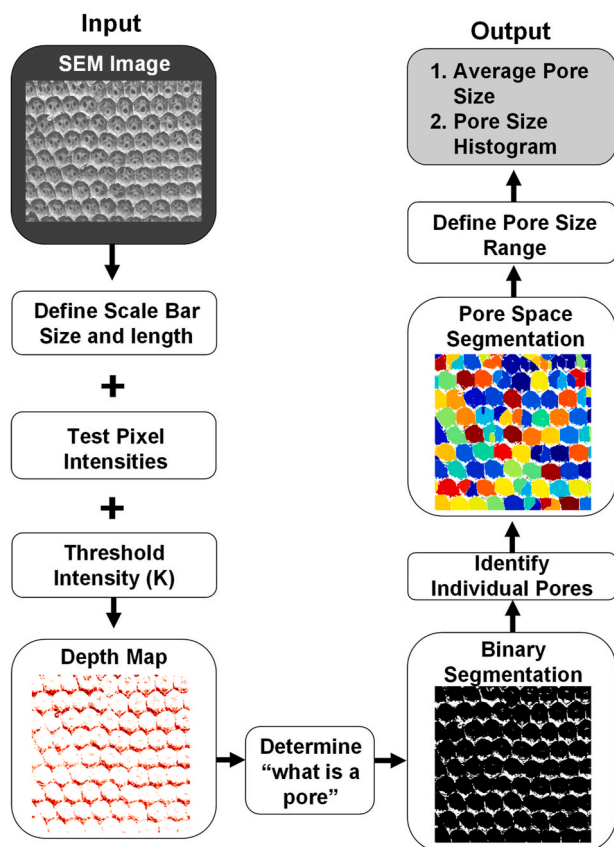 Input
SEM Image
Define Scale Bar
Size and length
+
Test Pixel
Intensities
+
Threshold
Intensity (K)
Depth Map
Determine
“what is a
pore”
Binary
Segmentation
Identify
Individual Pores
Pore Space
Segmentation
Define Pore Size
Range
Output
1. Average Pore
Size
2. Pore Size
Histogram